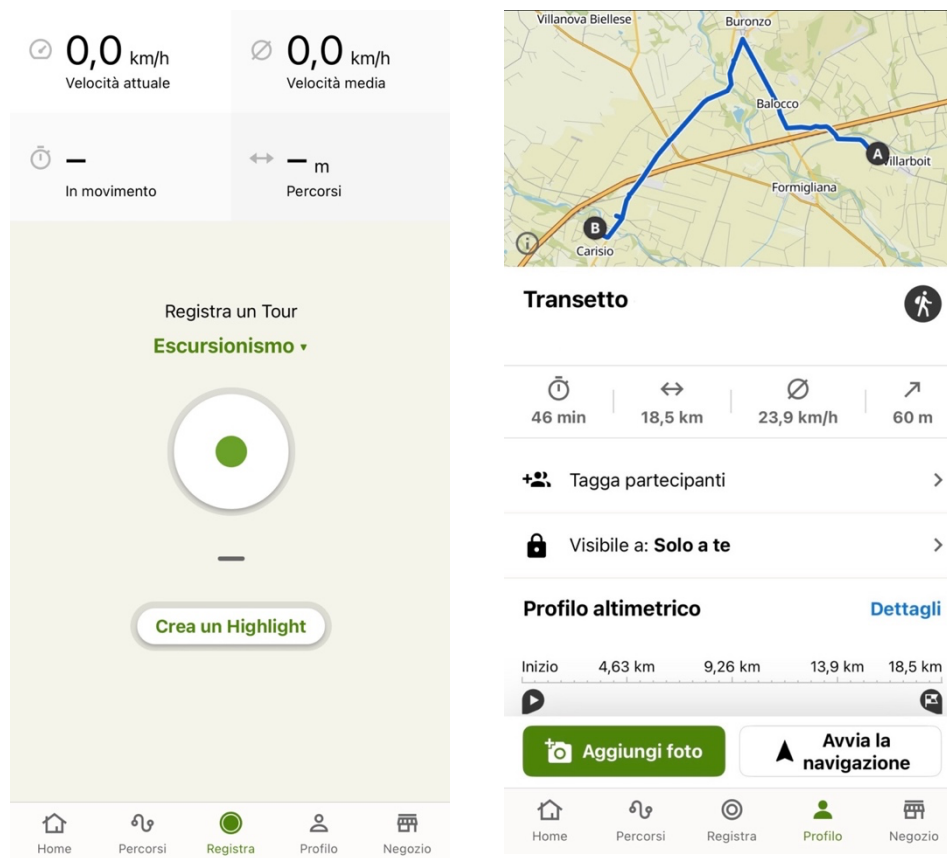 0,0 km/h
Velocità attuale
0,0 km/h
Velocità media
– 
In movimento
– m
Percorsi
Registra un Tour
Escursionismo
Crea un Highlight
Home
Percorsi
Registra
Profilo
Negozio
Villanova Biellese
Buronzo
Balocco
A
Villarboit
Formigliana
B
Carisio
Transetto
46 min
18,5 km
23,9 km/h
60 m
Tagga partecipanti
Visibile a: Solo a te
Profilo altimetrico
Dettagli
Inizio
4,63 km
9,26 km
13,9 km
18,5 km
Aggiungi foto
Avvia la
navigazione
Home
Percorsi
Registra
Profilo
Negozio